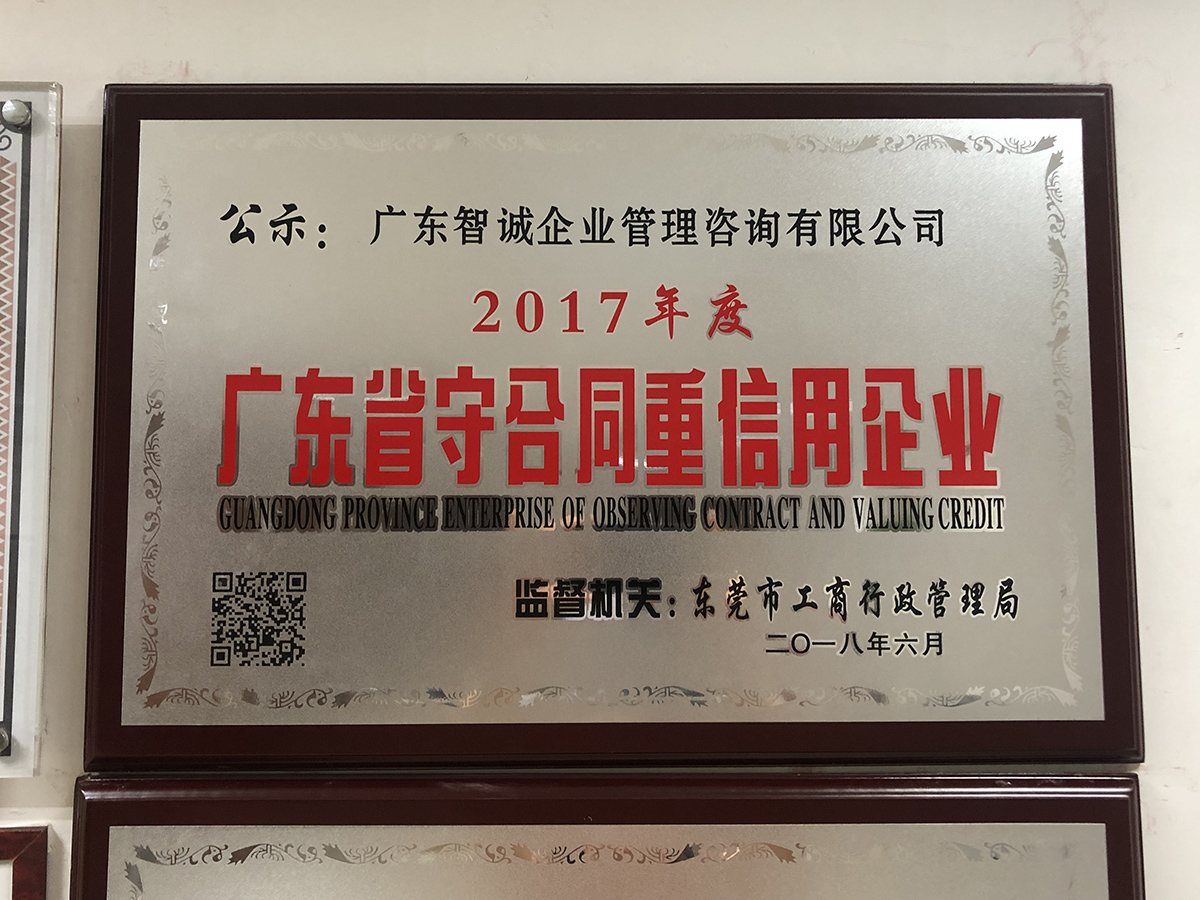 公示：广东智诚企业管理咨询有限公司
2017年度
广东省守合同重信用企业
GUANGDONG PROVINCE ENTERPRISE OF OBSERVING CONTRACT AND VALUING CREDIT
监督机关：东莞市工商行政管理局
二〇一八年六月